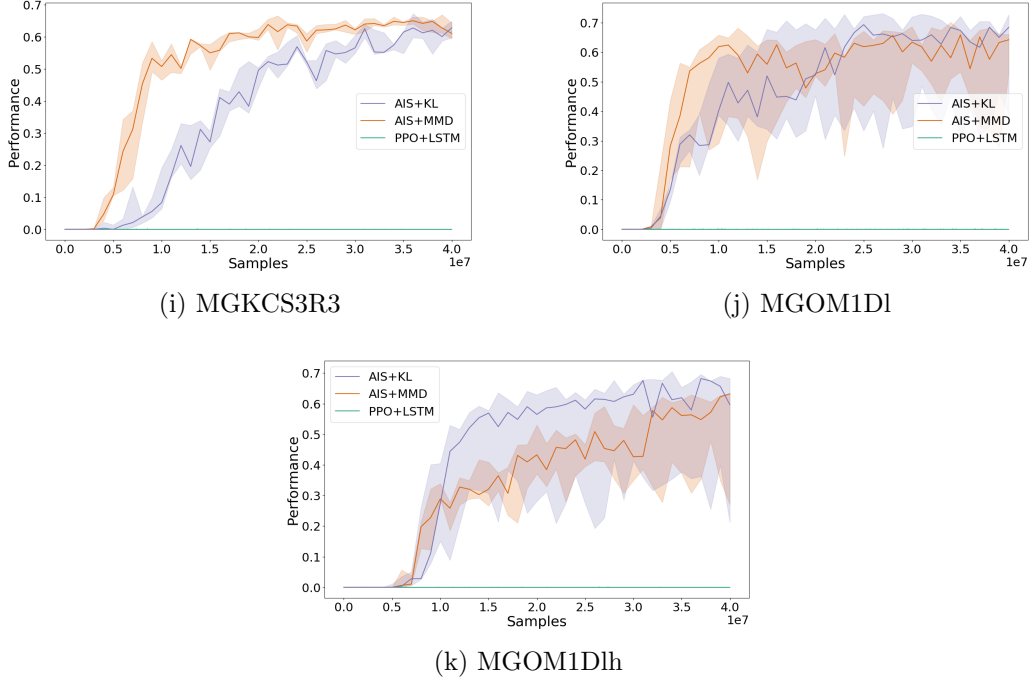 0.7
0.6
0.5
0.4
0.3
0.2
0.1
0.0
Performance
AIS+KL
AIS+MMD
PPO+LSTM
0.0 0.5 1.0 1.5 2.0 2.5 3.0 3.5 4.0
Samples 1e7
(i) MGKCS3R3
0.7
0.6
0.5
0.4
0.3
0.2
0.1
0.0
Performance
AIS+KL
AIS+MMD
PPO+LSTM
0.0 0.5 1.0 1.5 2.0 2.5 3.0 3.5 4.0
Samples 1e7
(j) MGOM1Dl
0.7
0.6
0.5
0.4
0.3
0.2
0.1
0.0
Performance
AIS+KL
AIS+MMD
PPO+LSTM
0.0 0.5 1.0 1.5 2.0 2.5 3.0 3.5 4.0
Samples 1e7
(k) MGOM1Dlh